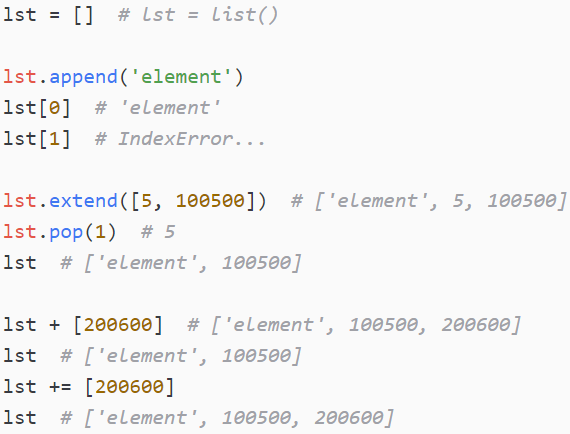 lst = []  # lst = list()
lst.append('element')
lst[0]  # 'element'
lst[1]  # IndexError...
lst.extend([5, 100500])  # ['element', 5, 100500]
lst.pop(1)  # 5
lst  # ['element', 100500]
lst + [200600]  # ['element', 100500, 200600]
lst  # ['element', 100500]
lst += [200600]
lst  # ['element', 100500, 200600]